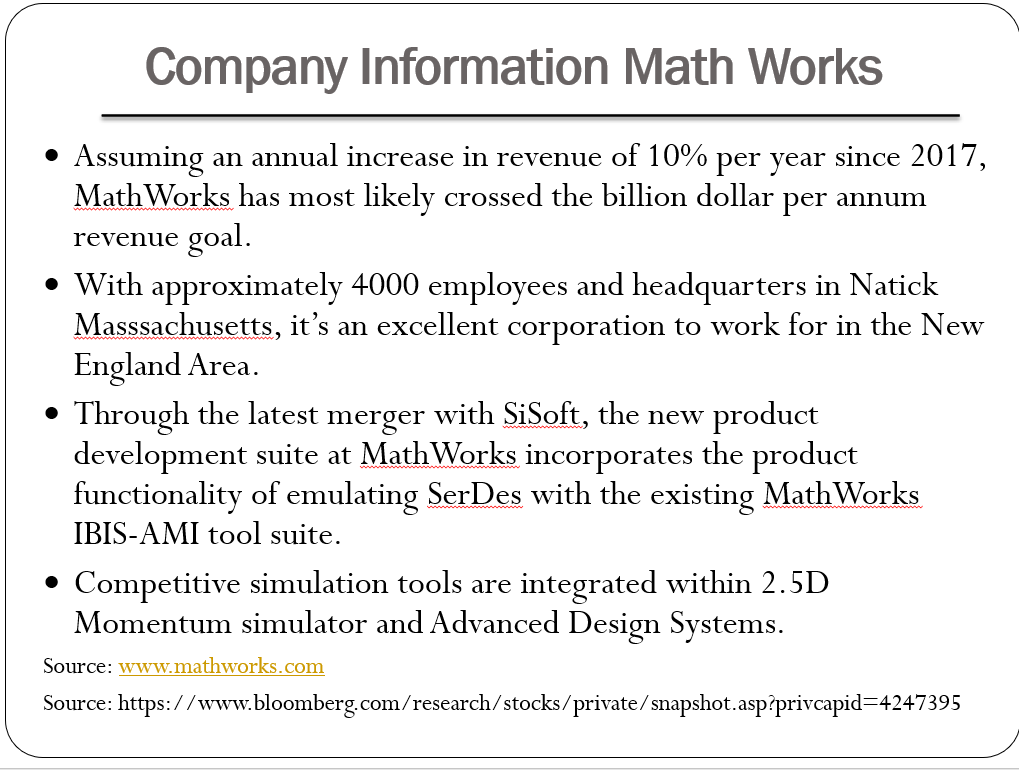 Company Information Math Works
• Assuming an annual increase in revenue of 10% per year since 2017,
MathWorks has most likely crossed the billion dollar per annum
revenue goal.
• With approximately 4000 employees and headquarters in Natick
Masssachusetts, it’s an excellent corporation to work for in the New
England Area.
• Through the latest merger with SiSoft, the new product
development suite at MathWorks incorporates the product
functionality of emulating SerDes with the existing MathWorks
IBIS-AMI tool suite.
• Competitive simulation tools are integrated within 2.5D
Momentum simulator and Advanced Design Systems.
Source: www.mathworks.com
Source: https://www.bloomberg.com/research/stocks/private/snapshot.asp?privcapid=4247395